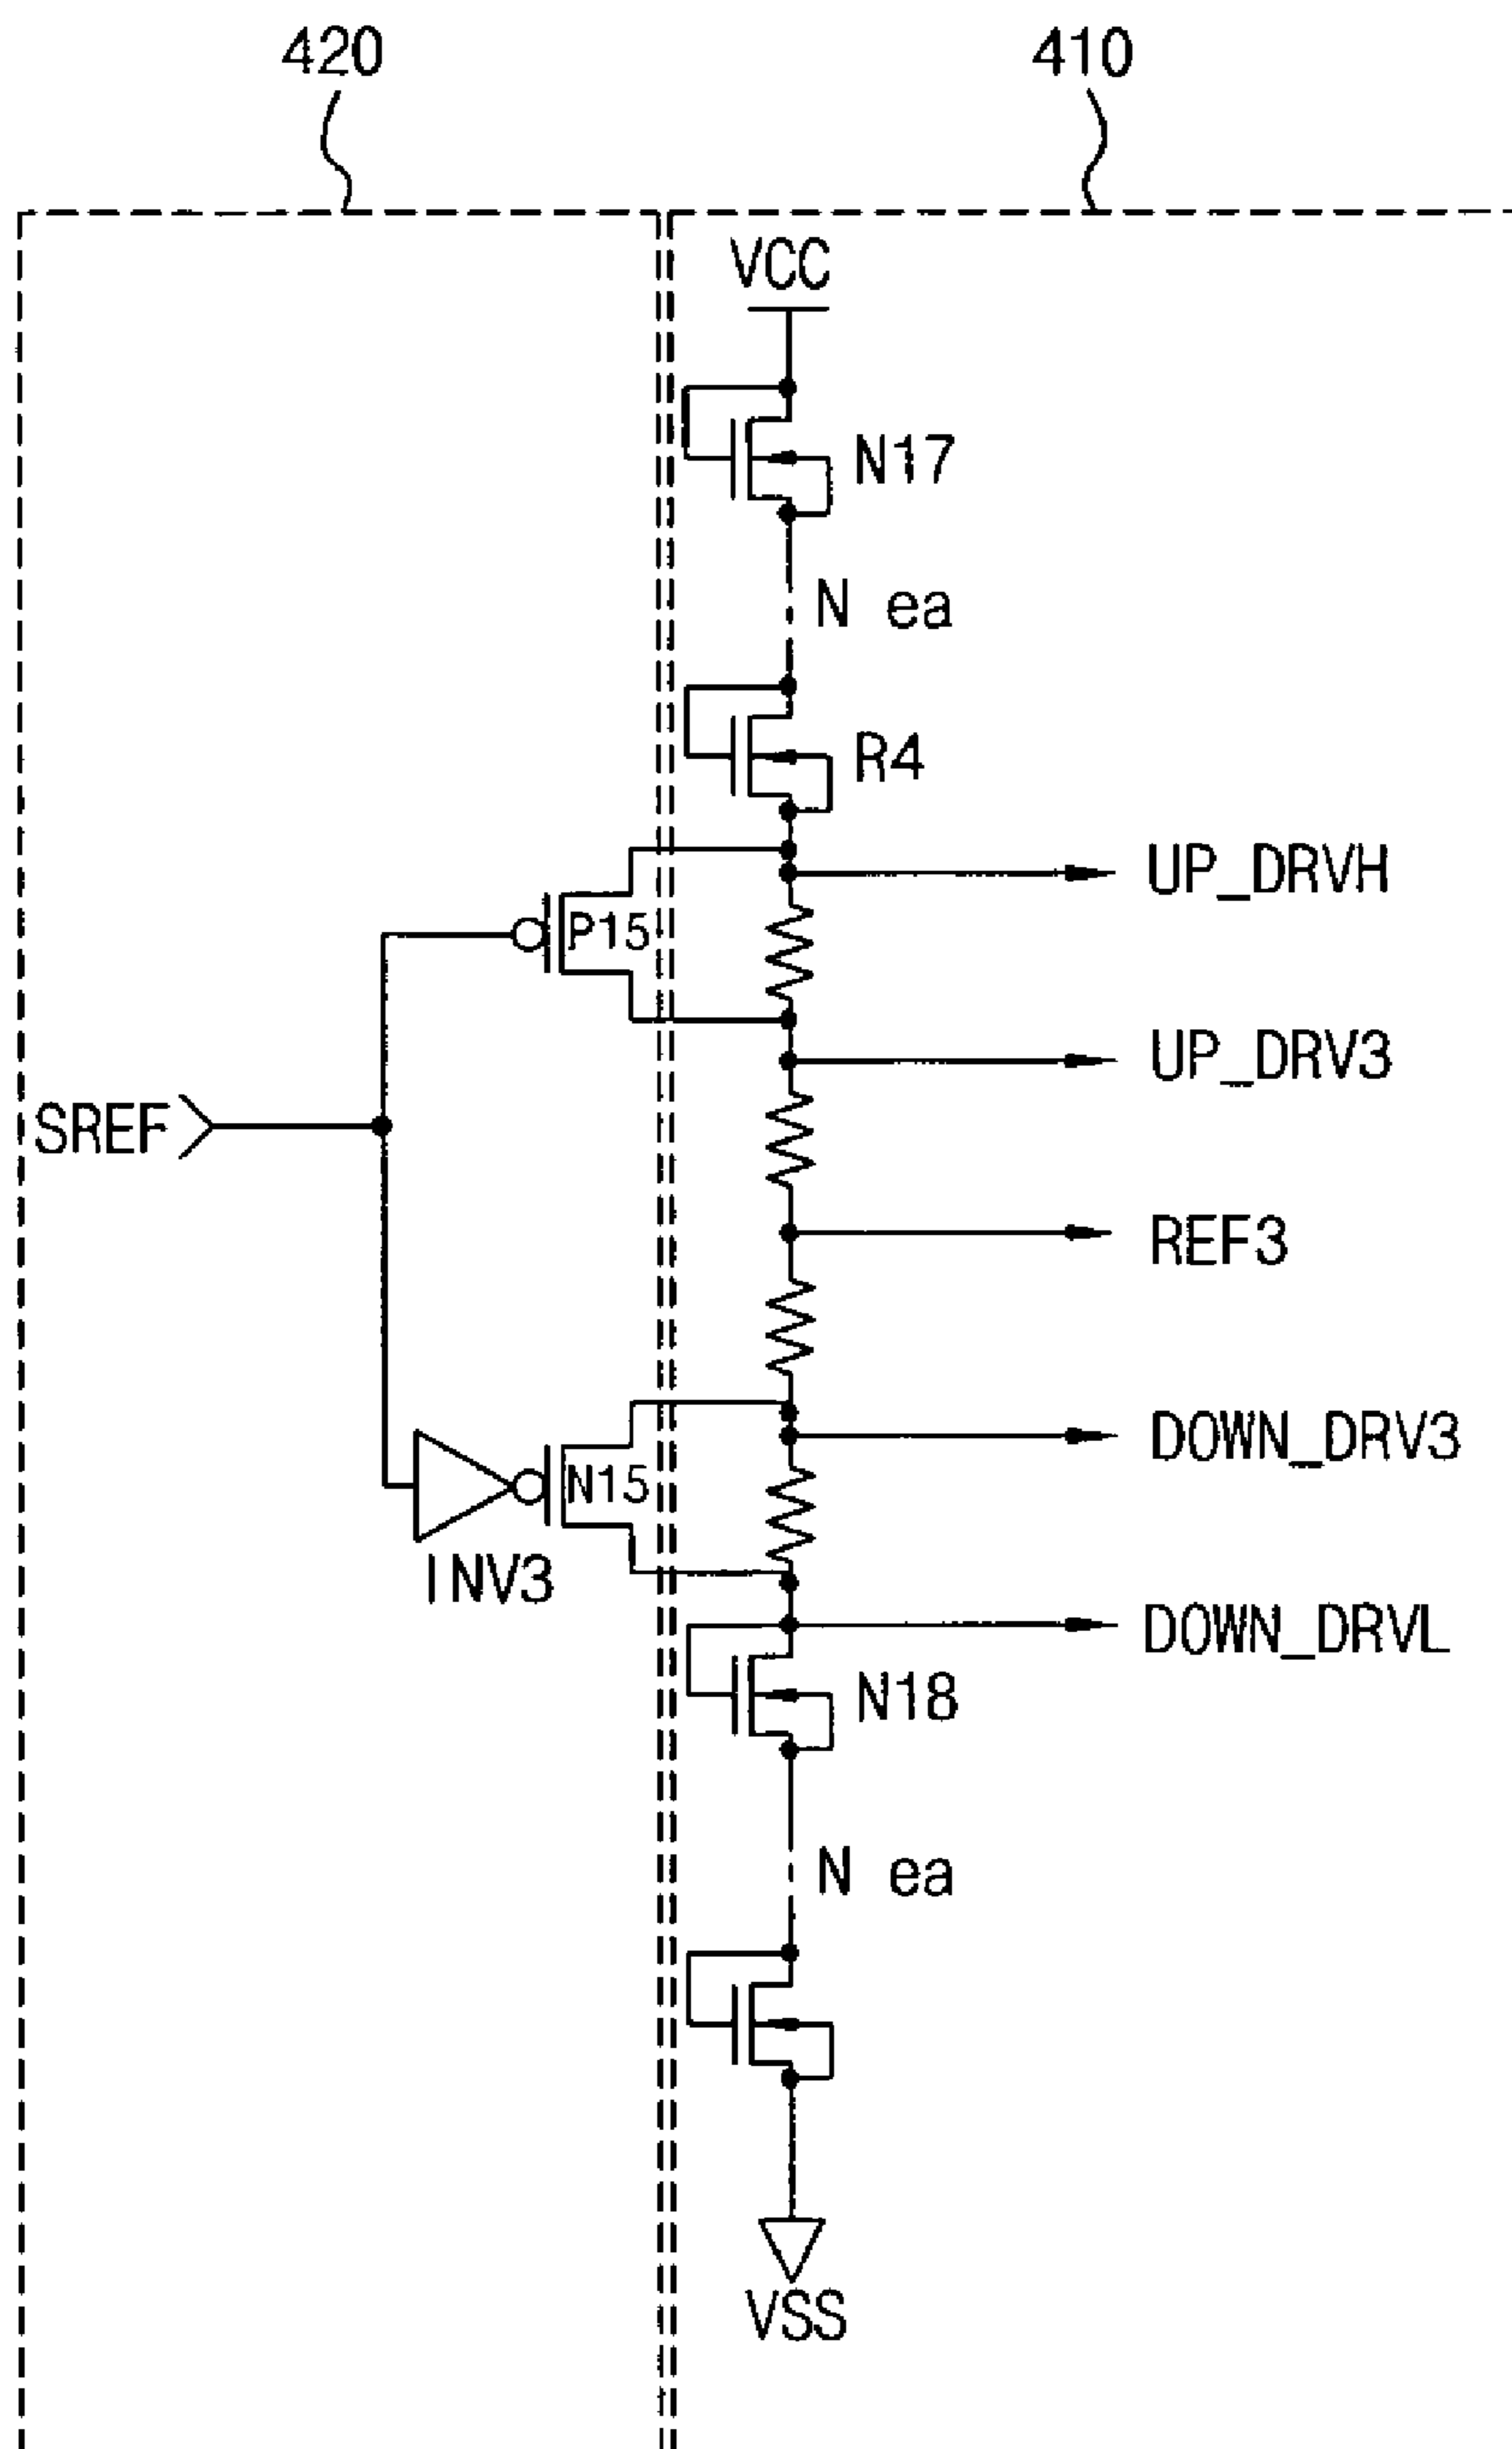 420
410
VCC
N17
N ea
R4
UP_DRVH
P15
UP_DRV3
SREF
REF3
DOWN_DRV3
N15
INV3
DOWN_DRVL
N18
N ea
VSS